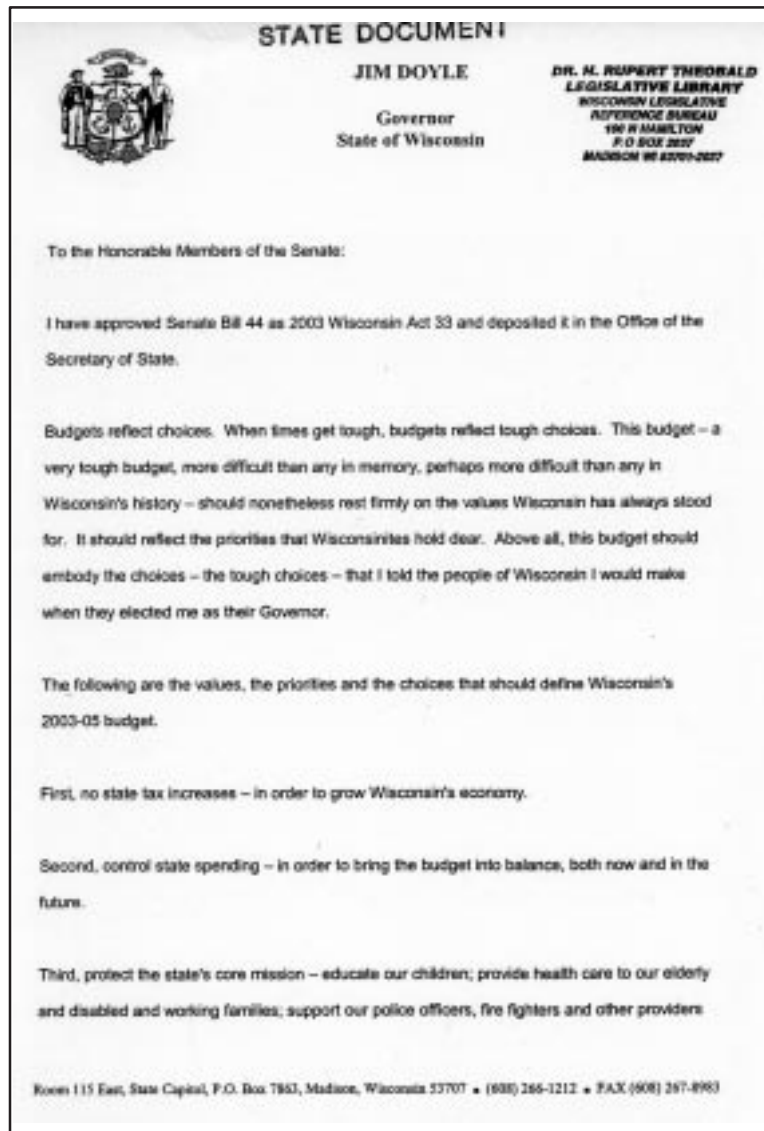 STATE DOCUMENT
JIM DOYLE
Governor
State of Wisconsin
DR. H. RUPERT THEOBALD
LEGISLATIVE LIBRARY
WISCONSIN LEGISLATIVE
REFERENCE BUREAU
P.O BOX 2037
To the Honorable Members of the Senate:
I have approved Senate Bill 44 as 2003 Wisconsin Act 33 and deposited it in the Office of the
Secretary of State.
Budgets reflect choices. When times get tough, budgets reflect tough choices. This budget – a
very tough budget, more difficult than any in memory, perhaps more difficult than any in
Wisconsin's history – should nonetheless rest firmly on the values Wisconsin has always stood
for. It should reflect the priorities that Wisconsinites hold dear. Above all, this budget should
embody the choices – the tough choices – that I told the people of Wisconsin I would make
when they elected me as their Governor.
The following are the values, the priorities and the choices that should define Wisconsin's
2003-05 budget.
First, no state tax increases – in order to grow Wisconsin's economy.
Second, control state spending – in order to bring the budget into balance, both now and in the
future.
Third, protect the state's core mission – educate our children; provide health care to our elderly
and disabled and working families; support our police officers, fire fighters and other providers
Room 115 East, State Capitol, P.O. Box 7863, Madison, Wisconsin 53707 • (608) 266-1212 • FAX (608) 267-8983